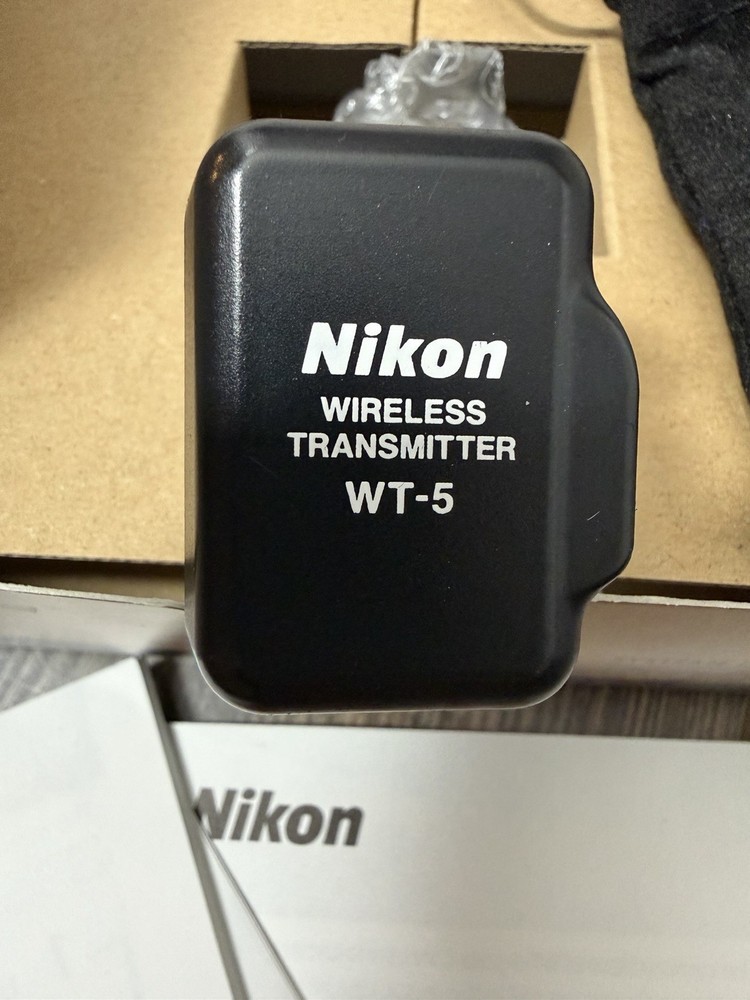 Nikon
WIRELESS
TRANSMITTER
WT-5
Nikon